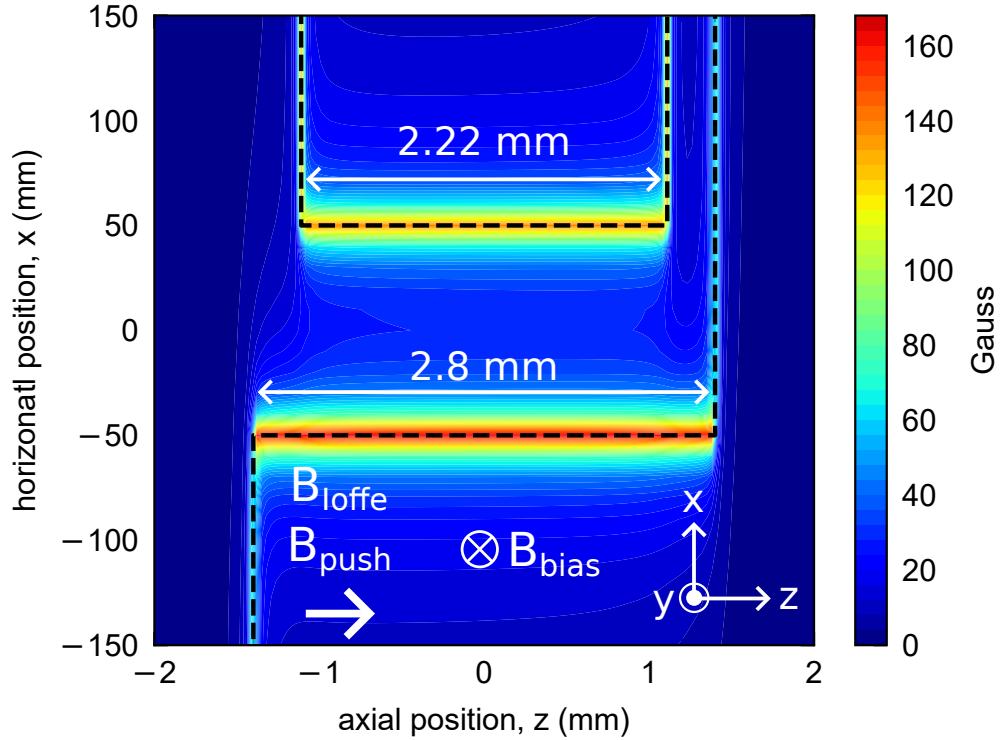 150
100
50
0
−50
−100
−150
−2
−1
0
1
2
horizonatl position, x (mm)
axial position, z (mm)
2.22 mm
2.8 mm
B_Ioffe
B_push
B_bias
x
y
z
160
140
120
100
80
60
40
20
0
Gauss